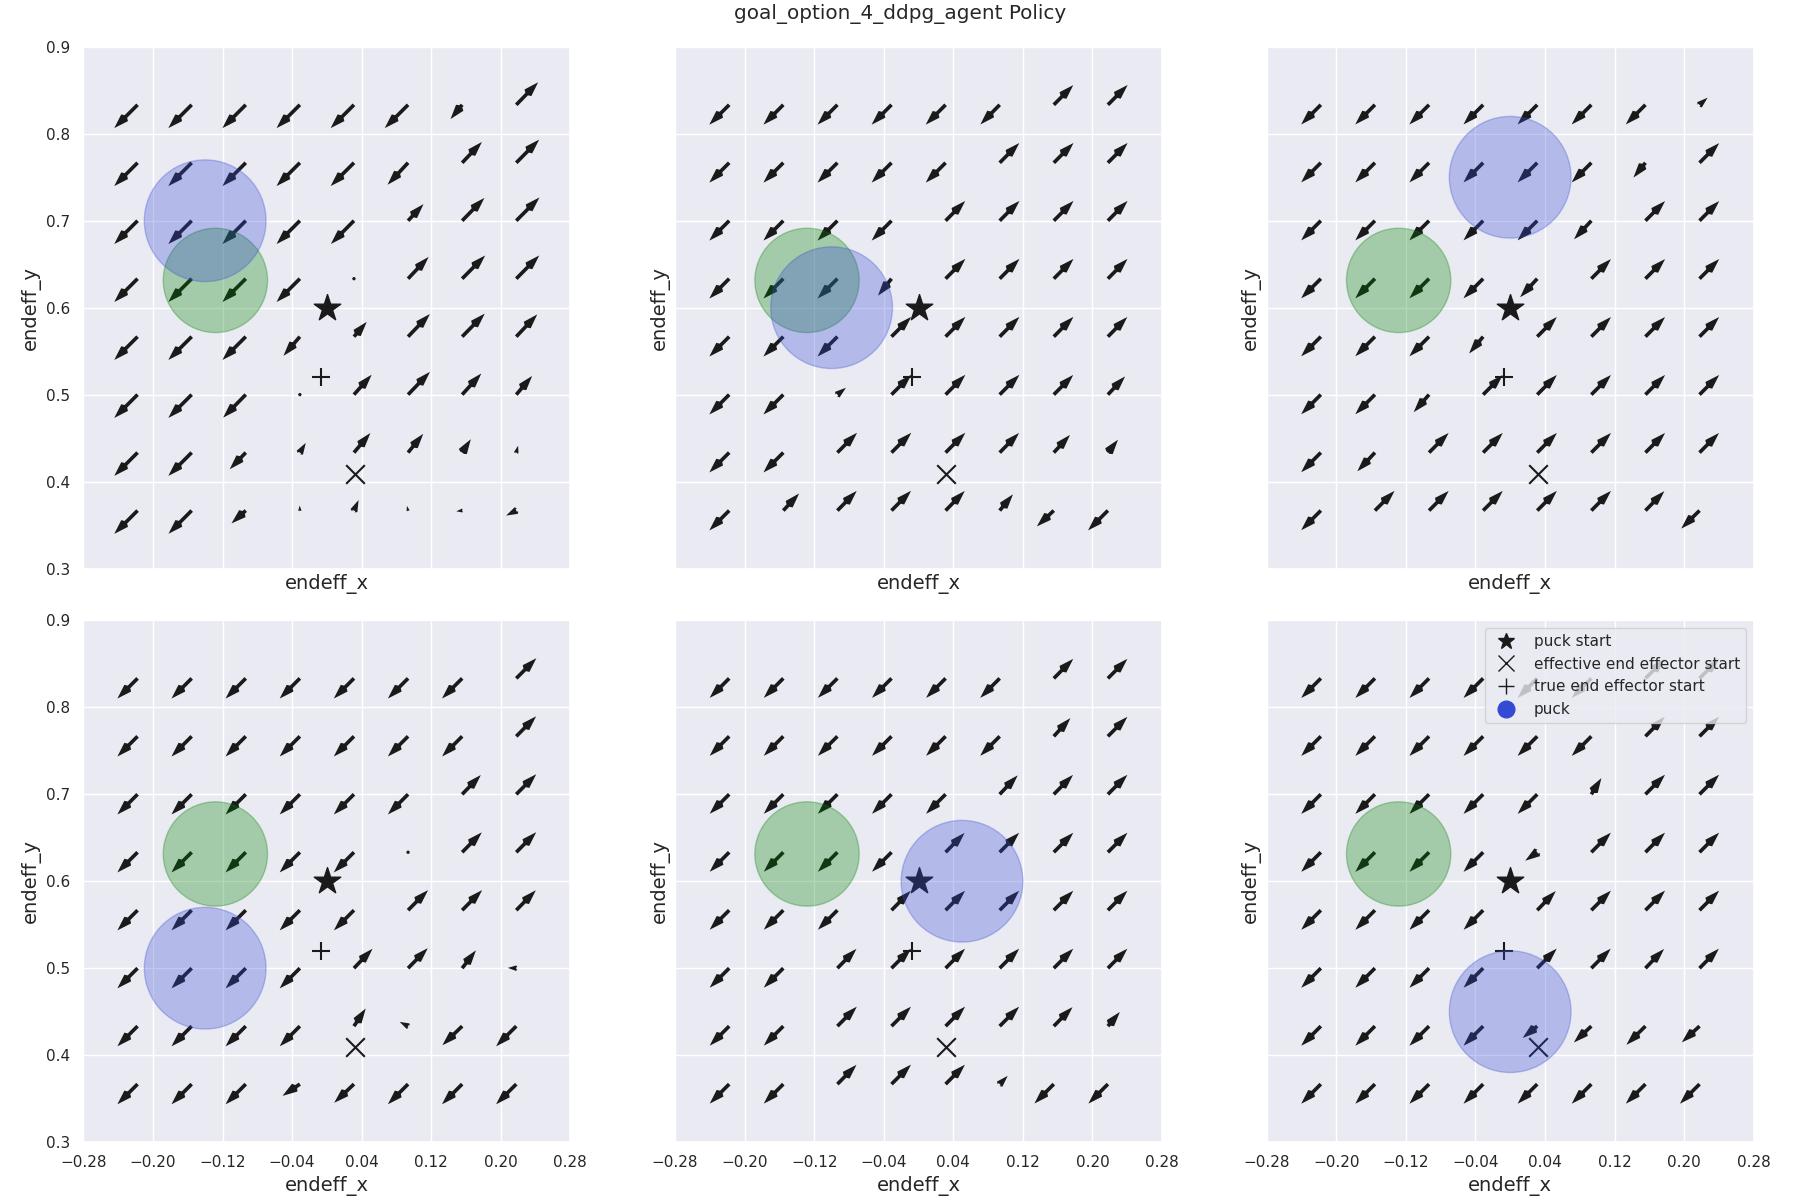 goal_option_4_ddpg_agent Policy
0.9
0.8
0.7
0.6
0.5
0.4
0.3
endeff_y
endeff_x
endeff_y
endeff_x
endeff_y
endeff_x
0.9
0.8
0.7
0.6
0.5
0.4
0.3
endeff_y
−0.28 −0.20 −0.12 −0.04 0.04 0.12 0.20 0.28
endeff_x
endeff_y
−0.28 −0.20 −0.12 −0.04 0.04 0.12 0.20 0.28
endeff_x
puck start
effective end effector start
true end effector start
puck
endeff_y
−0.28 −0.20 −0.12 −0.04 0.04 0.12 0.20 0.28
endeff_x